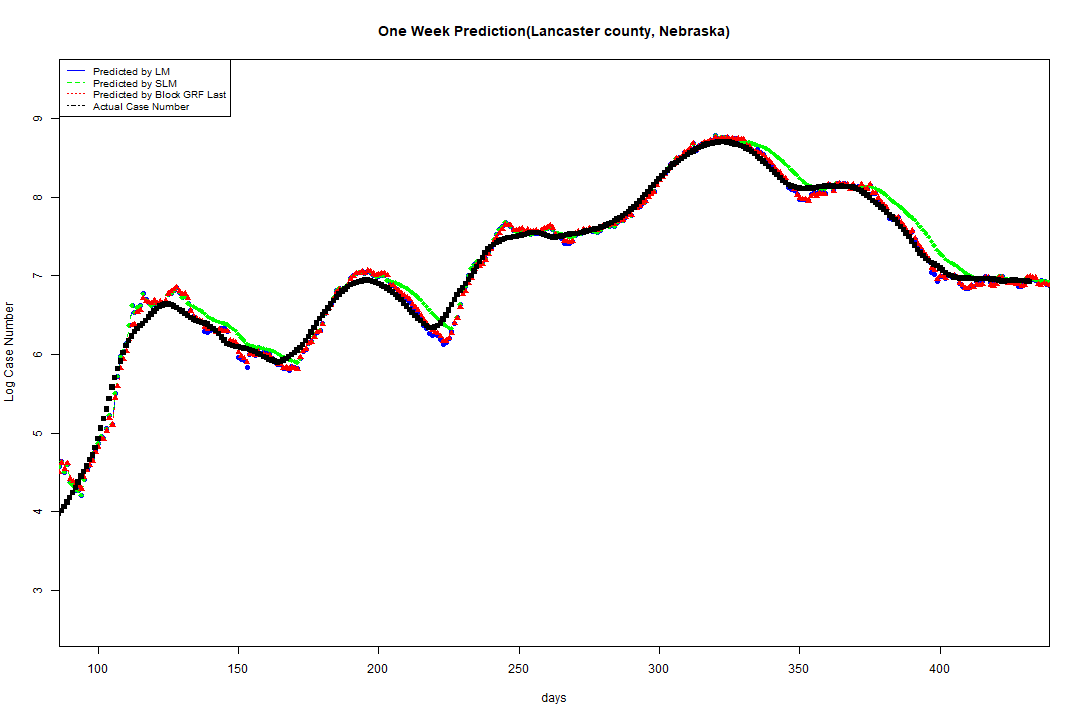 One Week Prediction(Lancaster county, Nebraska)
Predicted by LM
Predicted by SLM
Predicted by Block GRF Last
Actual Case Number
9
8
7
6
5
4
3
Log Case Number
100 150 200 250 300 350 400
days